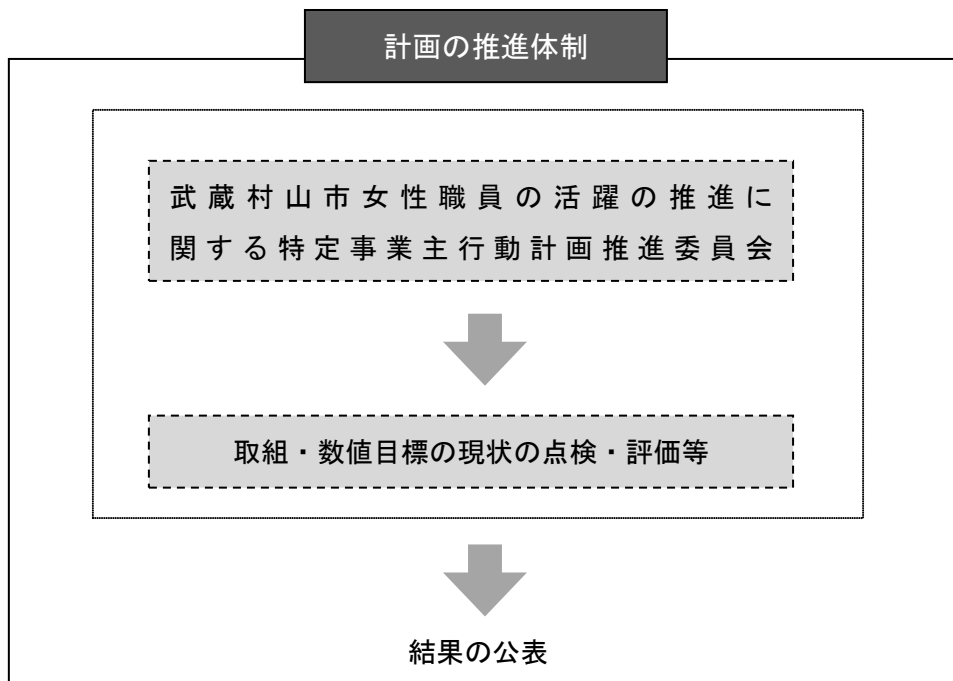 計画の推進体制
武蔵村山市女性職員の活躍の推進に
関する特定事業主行動計画推進委員会
取組・数値目標の現状の点検・評価等
結果の公表